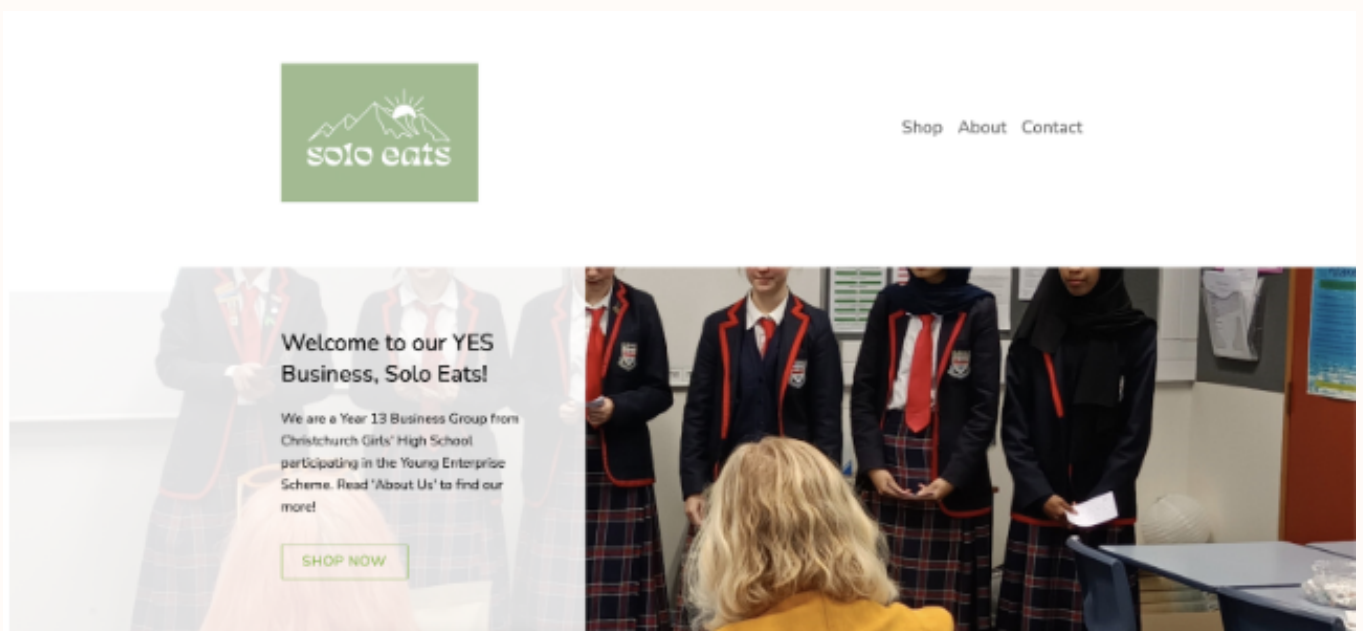 solo eats
Shop About Contact
Welcome to our YES
Business, Solo Eats!
We are a Year 13 Business Group from
Christchurch Girls' High School
participating in the Young Enterprise
Scheme. Read 'About Us' to find our
more!
SHOP NOW